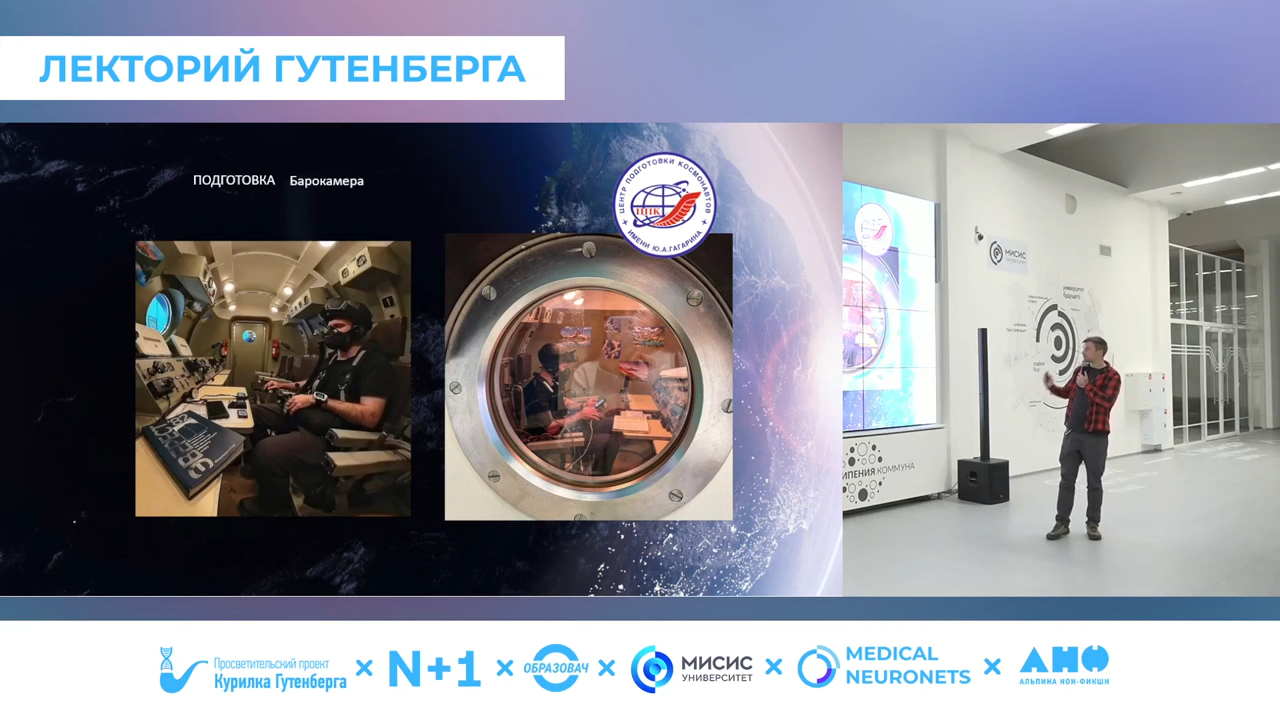 ЛЕКТОРИЙ ГУТЕНБЕРГА
ПОДГОТОВКА Барокамера
ЦЕНТР ПОДГОТОВКИ КОСМОНАВТОВ
ЦПК
ИМЕНИ Ю.А.ГАГАРИНА
МИСИС
УНИВЕРСИТЕТ
КОММУНА
Просветительский проект
Курилка Гутенберга
× N+1 × ОБРАЗОВАЧ ×
МИСИС
УНИВЕРСИТЕТ
×
MEDICAL
NEURONETS
×
АНФ
АЛЬПИНА НОН-ФИКШН